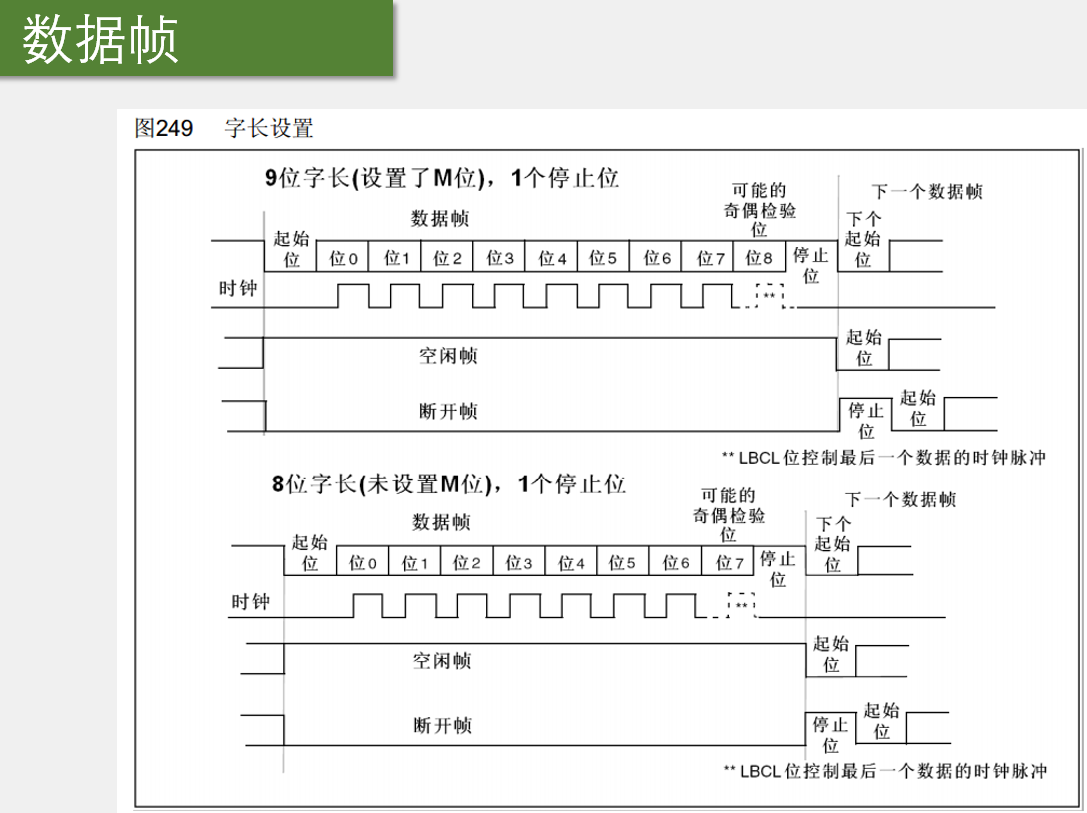 数据帧
图249 字长设置
9位字长(设置了M位)，1个停止位
可能的
奇偶检验
位
下一个数据帧
数据帧
下个
起始
位
起始
位
位0 位1 位2 位3 位4 位5 位6 位7 位8
停止
位
时钟
**
空闲帧
起始
位
断开帧
停止
位
起始
位
** LBCL位控制最后一个数据的时钟脉冲
8位字长(未设置M位)，1个停止位
可能的
奇偶检验
位
下一个数据帧
数据帧
下个
起始
位
起始
位
位0 位1 位2 位3 位4 位5 位6 位7
停止
位
时钟
**
空闲帧
起始
位
断开帧
停止
位
起始
位
** LBCL位控制最后一个数据的时钟脉冲